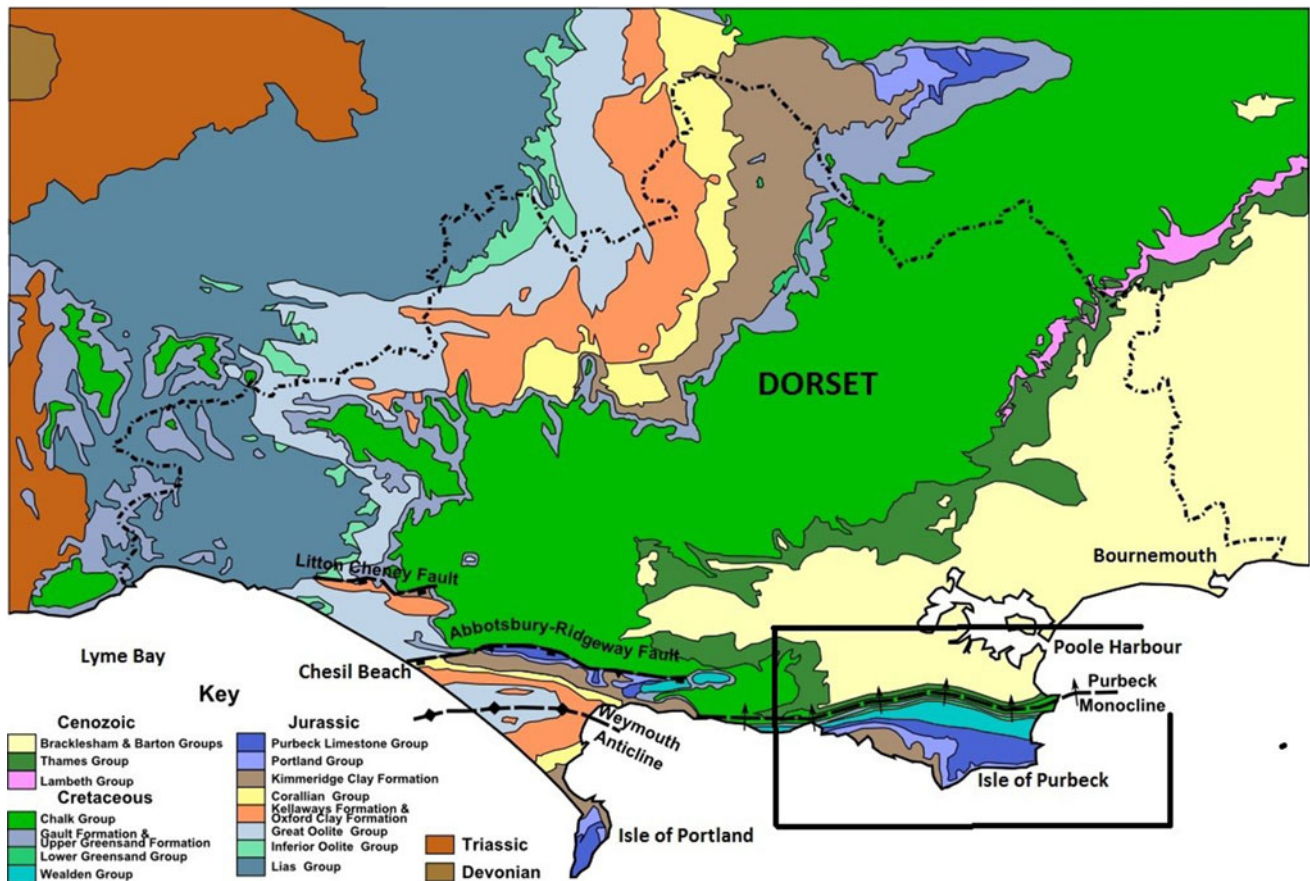 DORSET
Bournemouth
Litton Cheney Fault
Abbotsbury-Ridgeway Fault
Poole Harbour
Lyme Bay
Chesil Beach
Purbeck
Monocline
Weymouth
Anticline
Isle of Purbeck
Isle of Portland
Key
Cenozoic
Bracklesham & Barton Groups
Thames Group
Lambeth Group
Cretaceous
Chalk Group
Gault Formation &
Upper Greensand Formation
Lower Greensand Group
Wealden Group
Jurassic
Purbeck Limestone Group
Portland Group
Kimmeridge Clay Formation
Corallian Group
Kellaways Formation &
Oxford Clay Formation
Great Oolite Group
Inferior Oolite Group
Lias Group
Triassic
Devonian